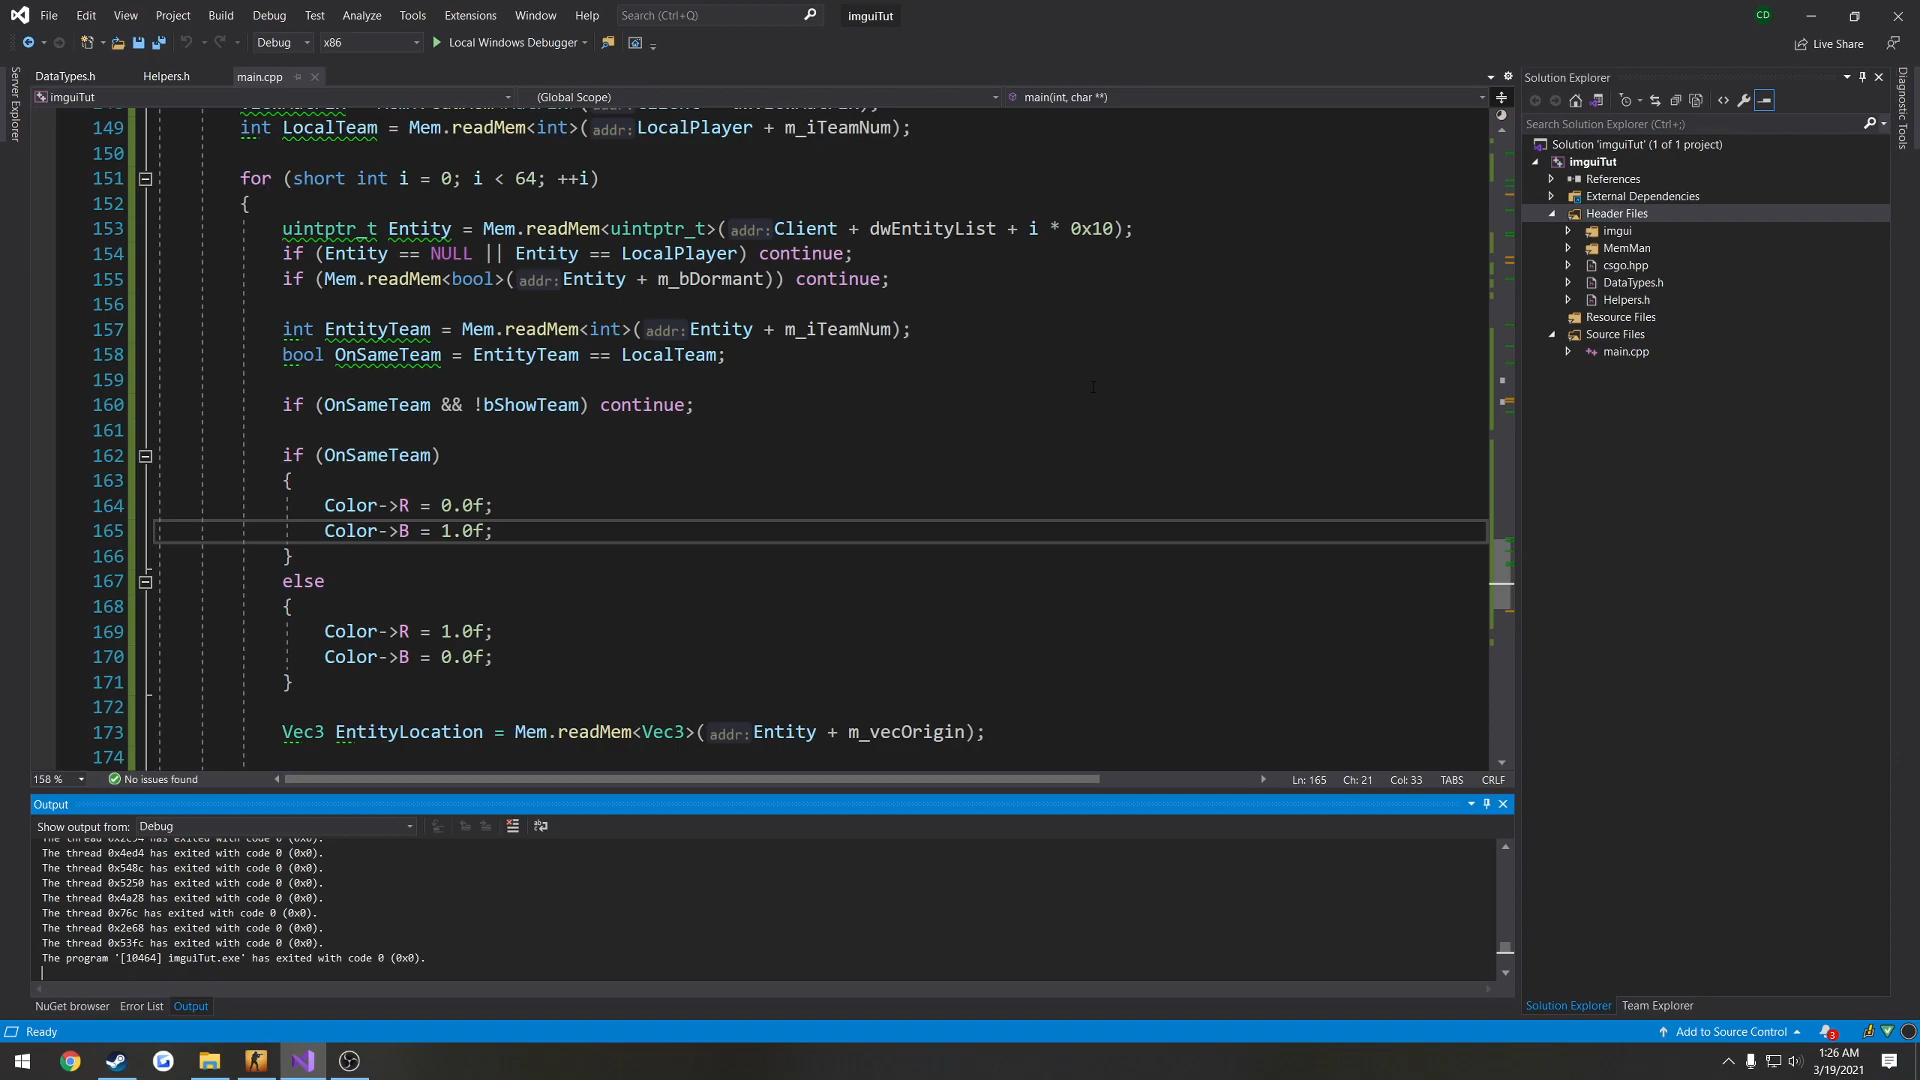 File Edit View Project Build Debug Test Analyze Tools Extensions Window Help Search (Ctrl+Q) imguiTut CD
Debug x86 Local Windows Debugger Live Share
Server Explorer
DataTypes.h Helpers.h main.cpp
imguiTut (Global Scope) main(int, char **)
149 int LocalTeam = Mem.readMem<int>(addr:LocalPlayer + m_iTeamNum);
150
151 for (short int i = 0; i < 64; ++i)
152 {
153 uintptr_t Entity = Mem.readMem<uintptr_t>(addr:Client + dwEntityList + i * 0x10);
154 if (Entity == NULL || Entity == LocalPlayer) continue;
155 if (Mem.readMem<bool>(addr:Entity + m_bDormant)) continue;
156
157 int EntityTeam = Mem.readMem<int>(addr:Entity + m_iTeamNum);
158 bool OnSameTeam = EntityTeam == LocalTeam;
159
160 if (OnSameTeam && !bShowTeam) continue;
161
162 if (OnSameTeam)
163 {
164 Color->R = 0.0f;
165 Color->B = 1.0f;
166 }
167 else
168 {
169 Color->R = 1.0f;
170 Color->B = 0.0f;
171 }
172
173 Vec3 EntityLocation = Mem.readMem<Vec3>(addr:Entity + m_vecOrigin);
174
158 % No issues found Ln: 165 Ch: 21 Col: 33 TABS CRLF
Output
Show output from: Debug
The thread 0x2c94 has exited with code 0 (0x0).
The thread 0x4ed4 has exited with code 0 (0x0).
The thread 0x548c has exited with code 0 (0x0).
The thread 0x5250 has exited with code 0 (0x0).
The thread 0x4a28 has exited with code 0 (0x0).
The thread 0x76c has exited with code 0 (0x0).
The thread 0x2e68 has exited with code 0 (0x0).
The thread 0x53fc has exited with code 0 (0x0).
The program '[10464] imguiTut.exe' has exited with code 0 (0x0).
NuGet browser Error List Output
Solution Explorer
Search Solution Explorer (Ctrl+;)
Solution 'imguiTut' (1 of 1 project)
imguiTut
References
External Dependencies
Header Files
imgui
MemMan
csgo.hpp
DataTypes.h
Helpers.h
Resource Files
Source Files
main.cpp
Solution Explorer Team Explorer
Diagnostic Tools
Ready Add to Source Control 3
1:26 AM
3/19/2021